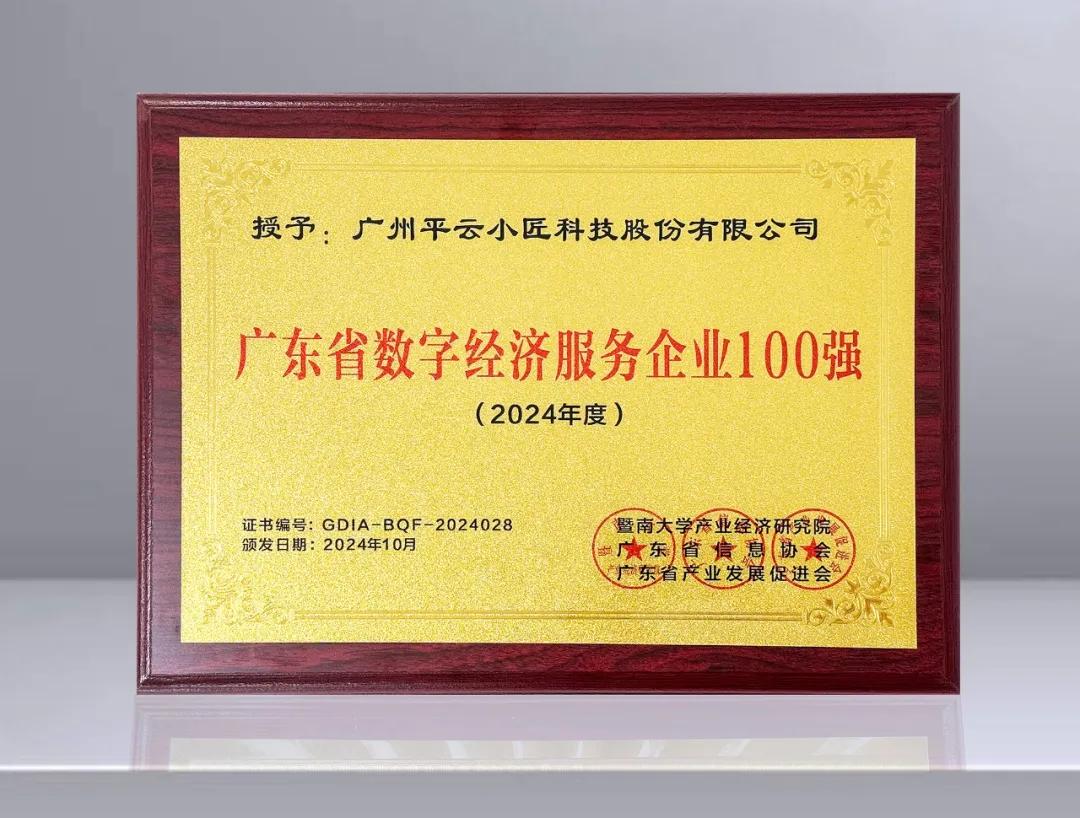 授予：广州平云小匠科技股份有限公司
广东省数字经济服务企业100强
（2024年度）
证书编号：GDIA-BQF-2024028
颁发日期：2024年10月
暨南大学产业经济研究院
广东省信息协会
广东省产业发展促进会